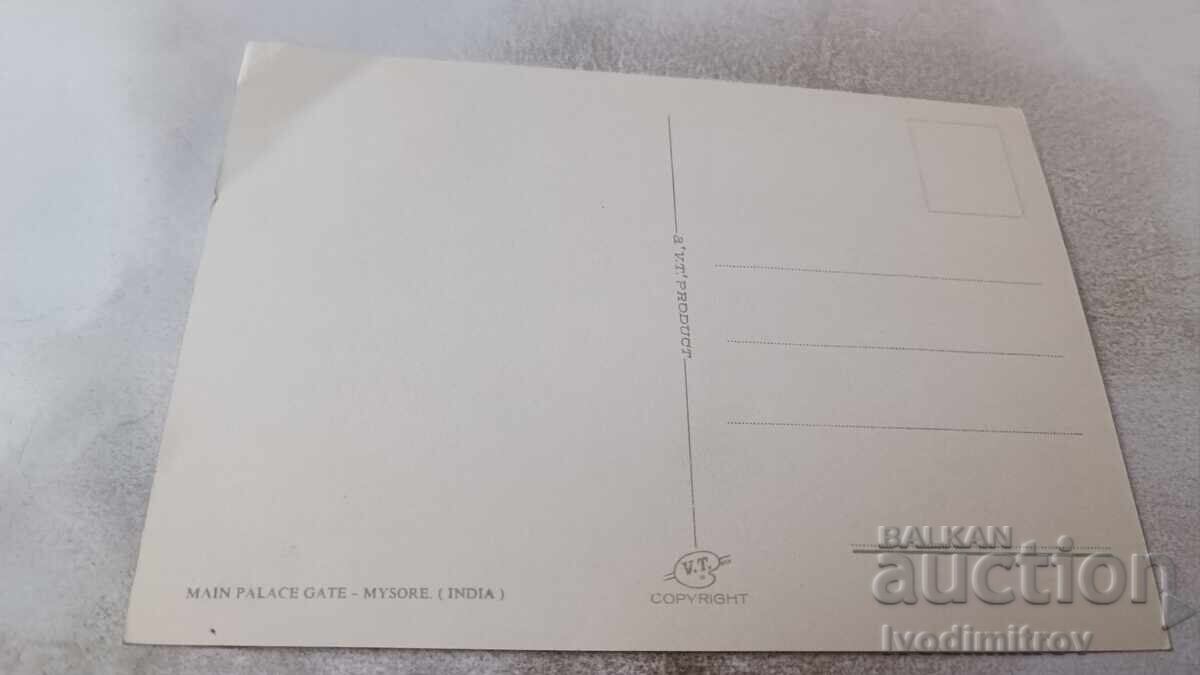 a 'V.T.' PRODUCT
MAIN PALACE GATE - MYSORE. ( INDIA )
V.T.
COPYRIGHT
BALKAN
auction
Ivodimitrov